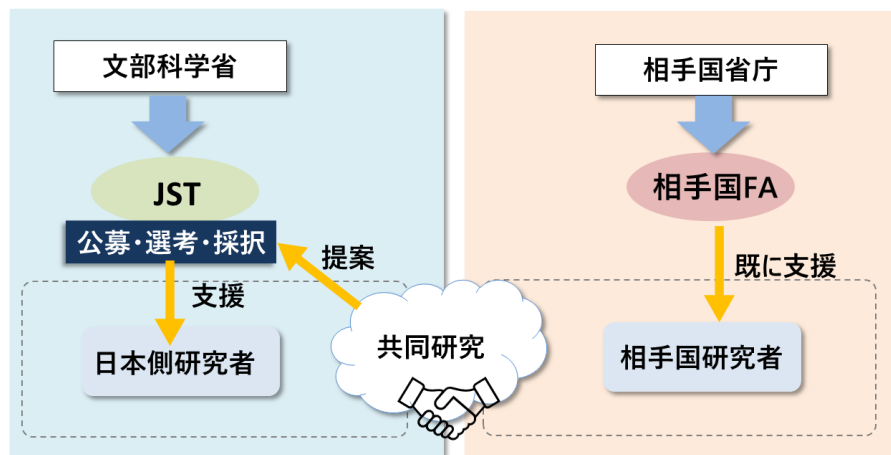 文部科学省
相手国省庁
JST
相手国FA
公募・選考・採択
提案
既に支援
支援
共同研究
日本側研究者
相手国研究者